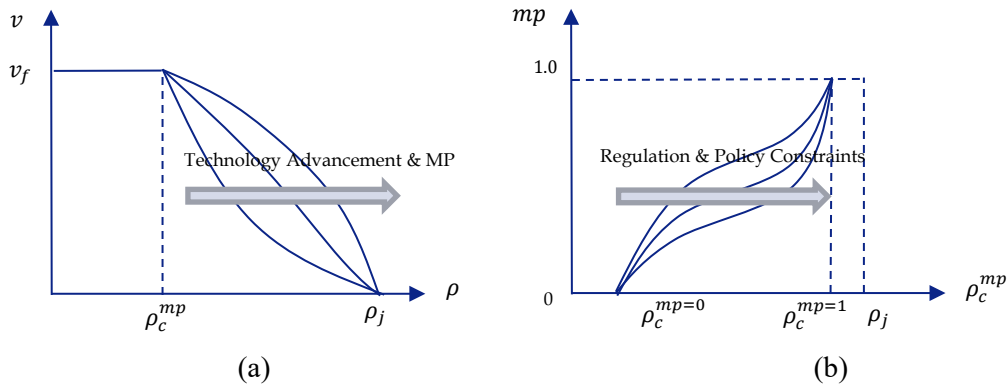 v
v_f
Technology Advancement & MP
ρ
ρ_c^{mp}
ρ_j
(a)
mp
1.0
Regulation & Policy Constraints
0
ρ_c^{mp=0}
ρ_c^{mp=1}
ρ_j
ρ_c^{mp}
(b)